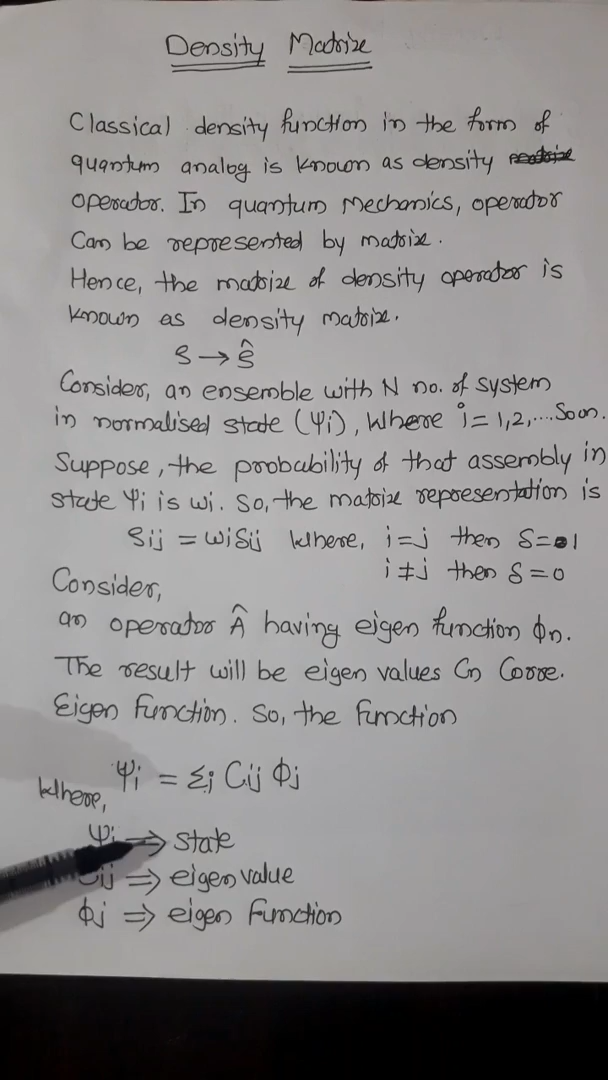 Density Matrix
Classical density function in the form of
quantum analog is known as density
operator. In quantum Mechanics, operator
Can be represented by matrix.
Hence, the matrix of density operator is
known as density matrix.
ρ → ρ̂
Consider, an ensemble with N no. of system
in normalised state (Ψi), Where i = 1,2,....Soon.
Suppose, the probability of that assembly in
state Ψi is wi. So, the matrix representation is
ρij = wiδij Where, i=j then δ=1
i≠j then δ=0
Consider,
an operator Â having eigen function Φn.
The result will be eigen values Cn Corre.
Eigen function. So, the function
Ψi = Σj Cij Φj
Where,
Ψi ⇒ state
Cij ⇒ eigen value
Φj ⇒ eigen function